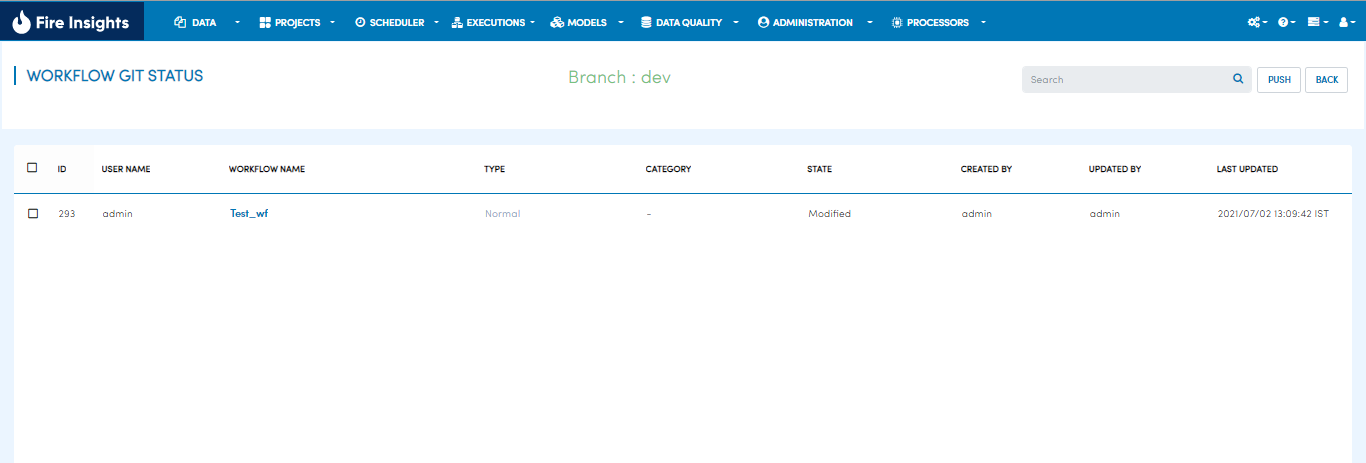 Fire Insights DATA PROJECTS SCHEDULER EXECUTIONS MODELS DATA QUALITY ADMINISTRATION PROCESSORS
WORKFLOW GIT STATUS Branch : dev Search PUSH BACK
ID USER NAME WORKFLOW NAME TYPE CATEGORY STATE CREATED BY UPDATED BY LAST UPDATED
293 admin Test_wf Normal - Modified admin admin 2021/07/02 13:09:42 IST